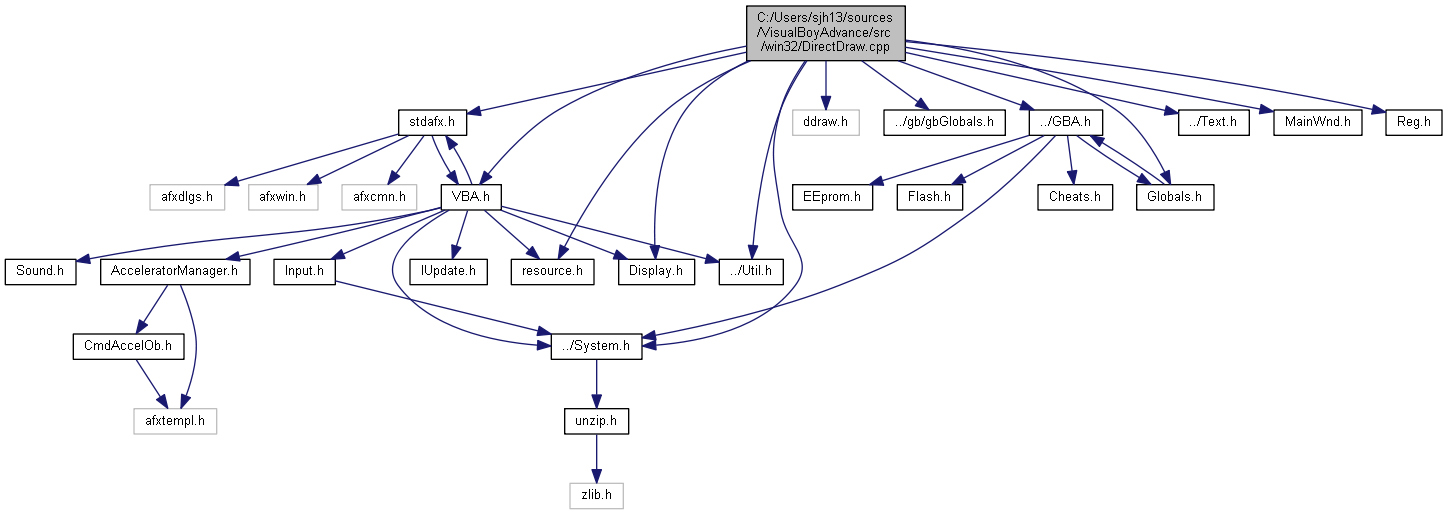 C:/Users/sjh13/sources
/VisualBoyAdvance/src
/win32/DirectDraw.cpp
stdafx.h
ddraw.h
../gb/gbGlobals.h
../GBA.h
../Text.h
MainWnd.h
Reg.h
afxdlgs.h
afxwin.h
afxcmn.h
VBA.h
EEprom.h
Flash.h
Cheats.h
Globals.h
Sound.h
AcceleratorManager.h
Input.h
IUpdate.h
resource.h
Display.h
../Util.h
CmdAccelOb.h
../System.h
afxtempl.h
unzip.h
zlib.h